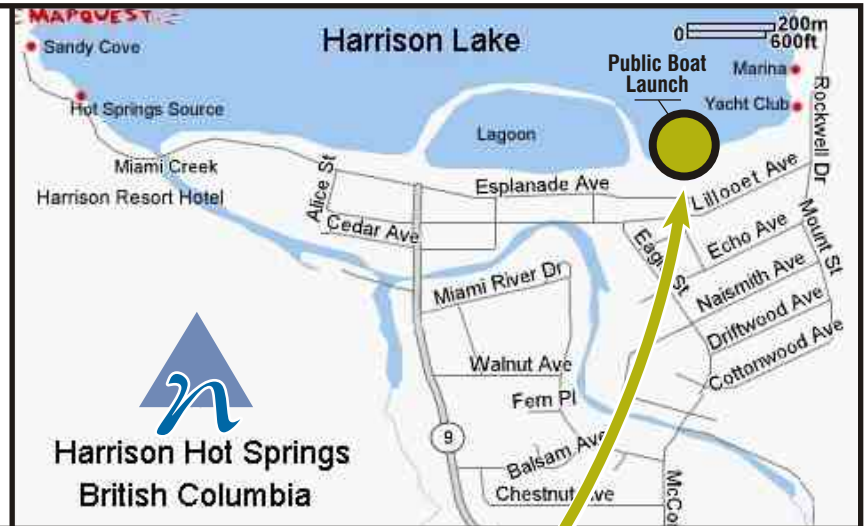 MAPQUEST.
Sandy Cove
Hot Springs Source
Miami Creek
Harrison Resort Hotel
Harrison Lake
Lagoon
Public Boat
Launch
0
200m
600ft
Marina
Yacht Club
Rockwell Dr
Alice St
Esplanade Ave
Lillooet Ave
Cedar Ave
Eagle St
Echo Ave
Mount St
Naismith Ave
Driftwood Ave
Cottonwood Ave
Miami River Dr
Walnut Ave
Fern Pl
9
Balsam Ave
Chestnut Ave
n
Harrison Hot Springs
British Columbia